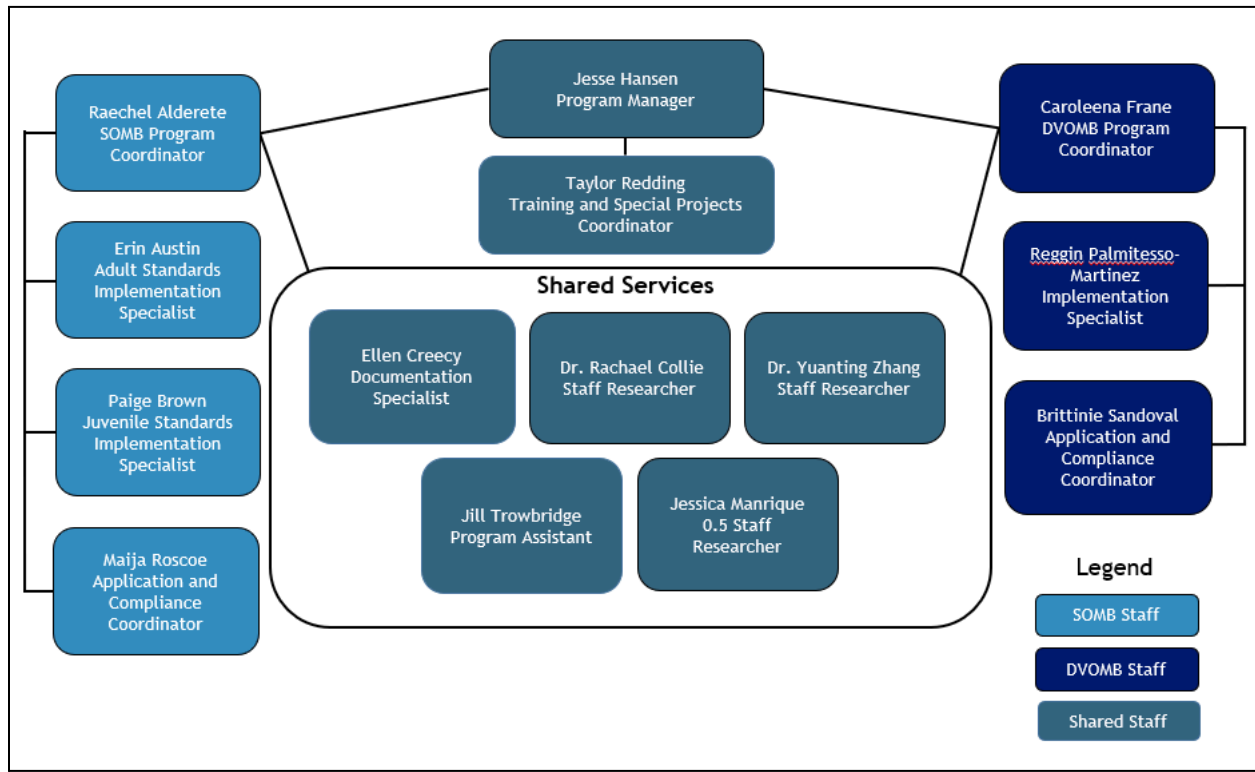 Jesse Hansen
Program Manager
Raechel Alderete
SOMB Program
Coordinator
Caroleena Frane
DVOMB Program
Coordinator
Taylor Redding
Training and Special Projects
Coordinator
Erin Austin
Adult Standards
Implementation
Specialist
Reggin Palmitesso-
Martinez
Implementation
Specialist
Shared Services
Ellen Creecy
Documentation
Specialist
Dr. Rachael Collie
Staff Researcher
Dr. Yuanting Zhang
Staff Researcher
Paige Brown
Juvenile Standards
Implementation
Specialist
Brittinie Sandoval
Application and
Compliance
Coordinator
Jill Trowbridge
Program Assistant
Jessica Manrique
0.5 Staff
Researcher
Maija Roscoe
Application and
Compliance
Coordinator
Legend
SOMB Staff
DVOMB Staff
Shared Staff